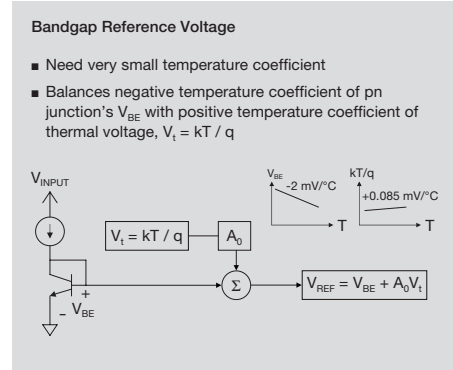 Bandgap Reference Voltage
■ Need very small temperature coefficient
■ Balances negative temperature coefficient of pn
junction's VBE with positive temperature coefficient of
thermal voltage, Vt = kT / q
VINPUT
VBE
-2 mV/°C
T
kT/q
+0.085 mV/°C
T
Vt = kT / q
A0
Σ
VREF = VBE + A0Vt
+
- VBE